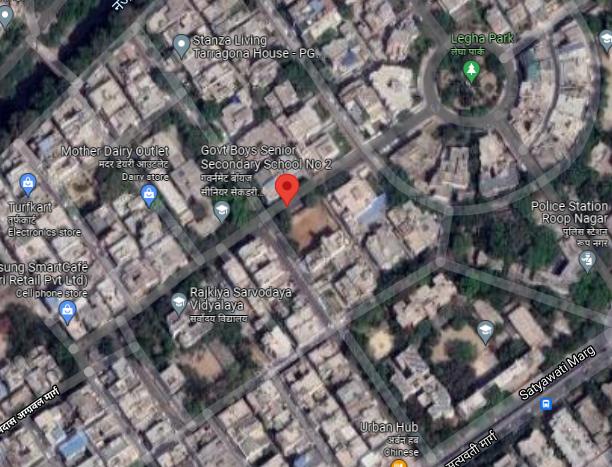 Stanza Living
Tarragona House - PG...
Legha Park
लेघा पार्क
Mother Dairy Outlet
मदर डेयरी आउटलेट
Dairy store
Govt Boys Senior
Secondary School No 2
गवर्नमेंट बॉयज
सीनियर सेकंडरी...
Turfkart
तुर्फकार्ट
Electronics store
Police Station
Roop Nagar
पुलिस स्टेशन
रूप नगर
sung SmartCafé
ri Retail Pvt Ltd)
Cell phone store
Rajkiya Sarvodaya
Vidyalaya
सर्वोदय विद्यालय
Satyawati Marg
सत्यवती मार्ग
Urban Hub
अर्बन हब
Chinese